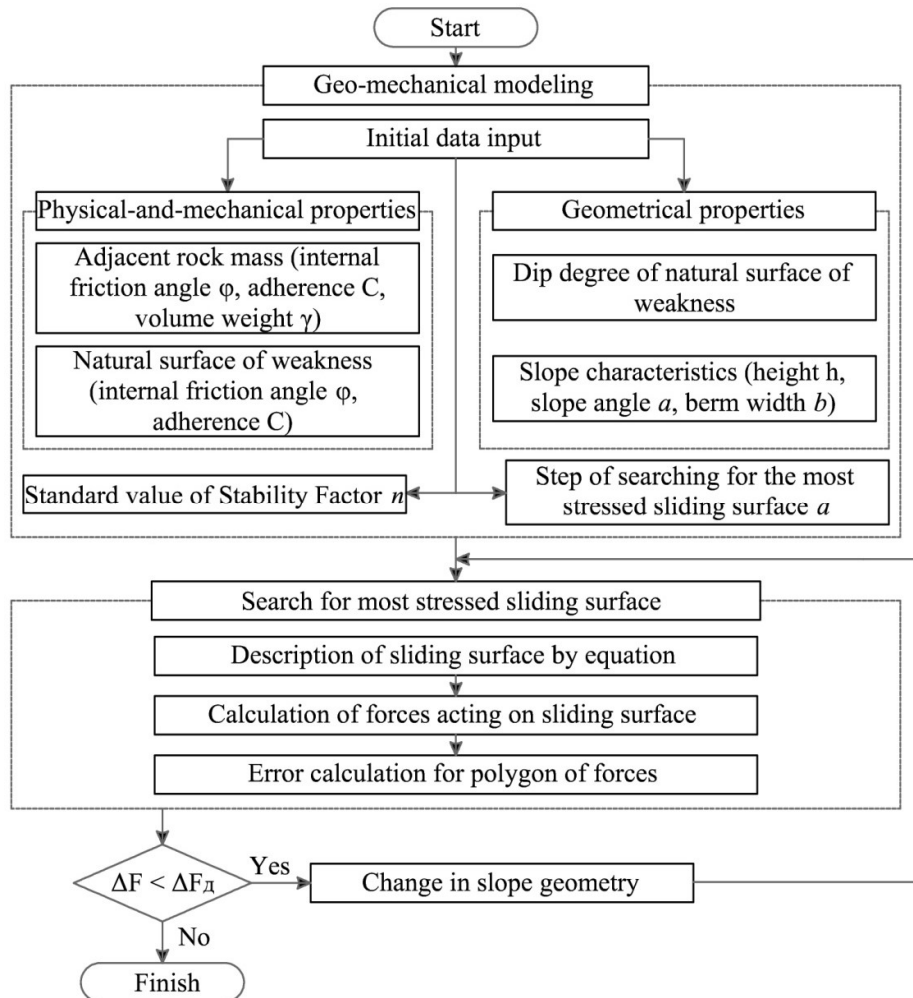 Start
Geo-mechanical modeling
Initial data input
Physical-and-mechanical properties
Adjacent rock mass (internal
friction angle φ, adherence C,
volume weight γ)
Natural surface of weakness
(internal friction angle φ,
adherence C)
Geometrical properties
Dip degree of natural surface of
weakness
Slope characteristics (height h,
slope angle a, berm width b)
Standard value of Stability Factor n
Step of searching for the most
stressed sliding surface a
Search for most stressed sliding surface
Description of sliding surface by equation
Calculation of forces acting on sliding surface
Error calculation for polygon of forces
ΔF < ΔFд
Yes
Change in slope geometry
No
Finish